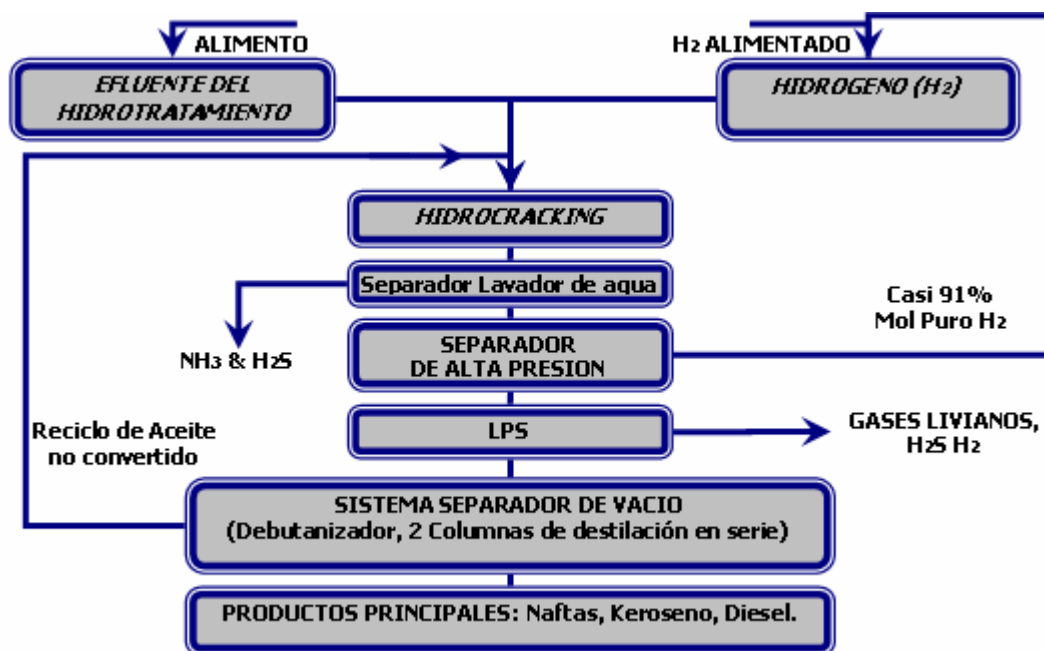 ALIMENTO
H2 ALIMENTADO
EFLUENTE DEL
HIDROTRATAMIENTO
HIDROGENO (H2)
HIDROCRACKING
Separador Lavador de agua
Casi 91%
Mol Puro H2
NH3 & H2S
SEPARADOR
DE ALTA PRESION
Reciclo de Aceite
no convertido
LPS
GASES LIVIANOS,
H2S H2
SISTEMA SEPARADOR DE VACIO
(Debutanizador, 2 Columnas de destilación en serie)
PRODUCTOS PRINCIPALES: Naftas, Keroseno, Diesel.